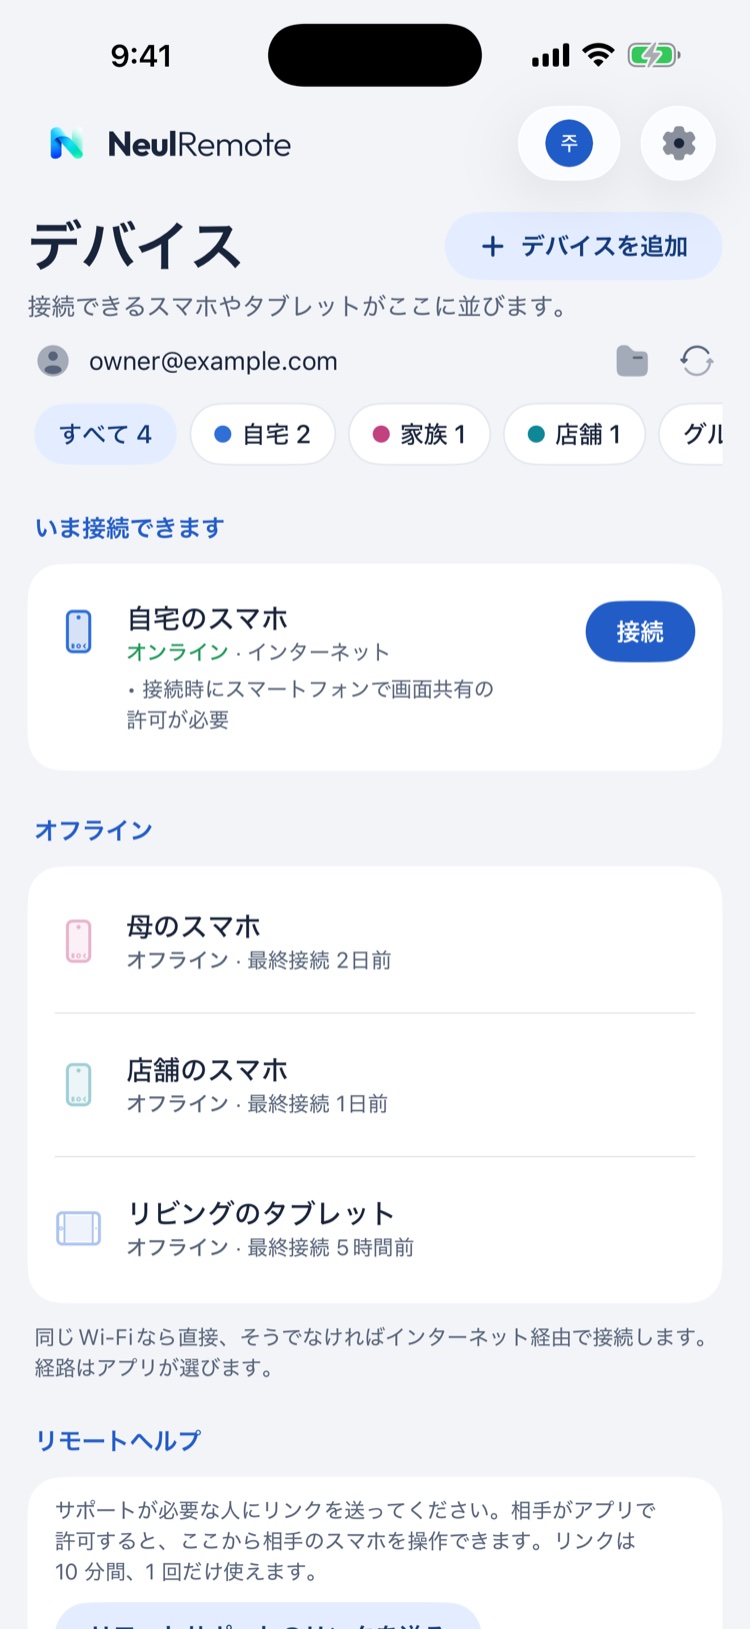 9:41
NeulRemote
주
デバイス
+ デバイスを追加
接続できるスマホやタブレットがここに並びます。
owner@example.com
すべて 4
自宅 2
家族 1
店舗 1
グル
いま接続できます
自宅のスマホ
オンライン · インターネット
• 接続時にスマートフォンで画面共有の
許可が必要
接続
オフライン
母のスマホ
オフライン · 最終接続 2日前
店舗のスマホ
オフライン · 最終接続 1日前
リビングのタブレット
オフライン · 最終接続 5 時間前
同じ Wi-Fiなら直接、そうでなければインターネット経由で接続します。
経路はアプリが選びます。
リモートヘルプ
サポートが必要な人にリンクを送ってください。相手がアプリで
許可すると、ここから相手のスマホを操作できます。リンクは
10 分間、1 回だけ使えます。